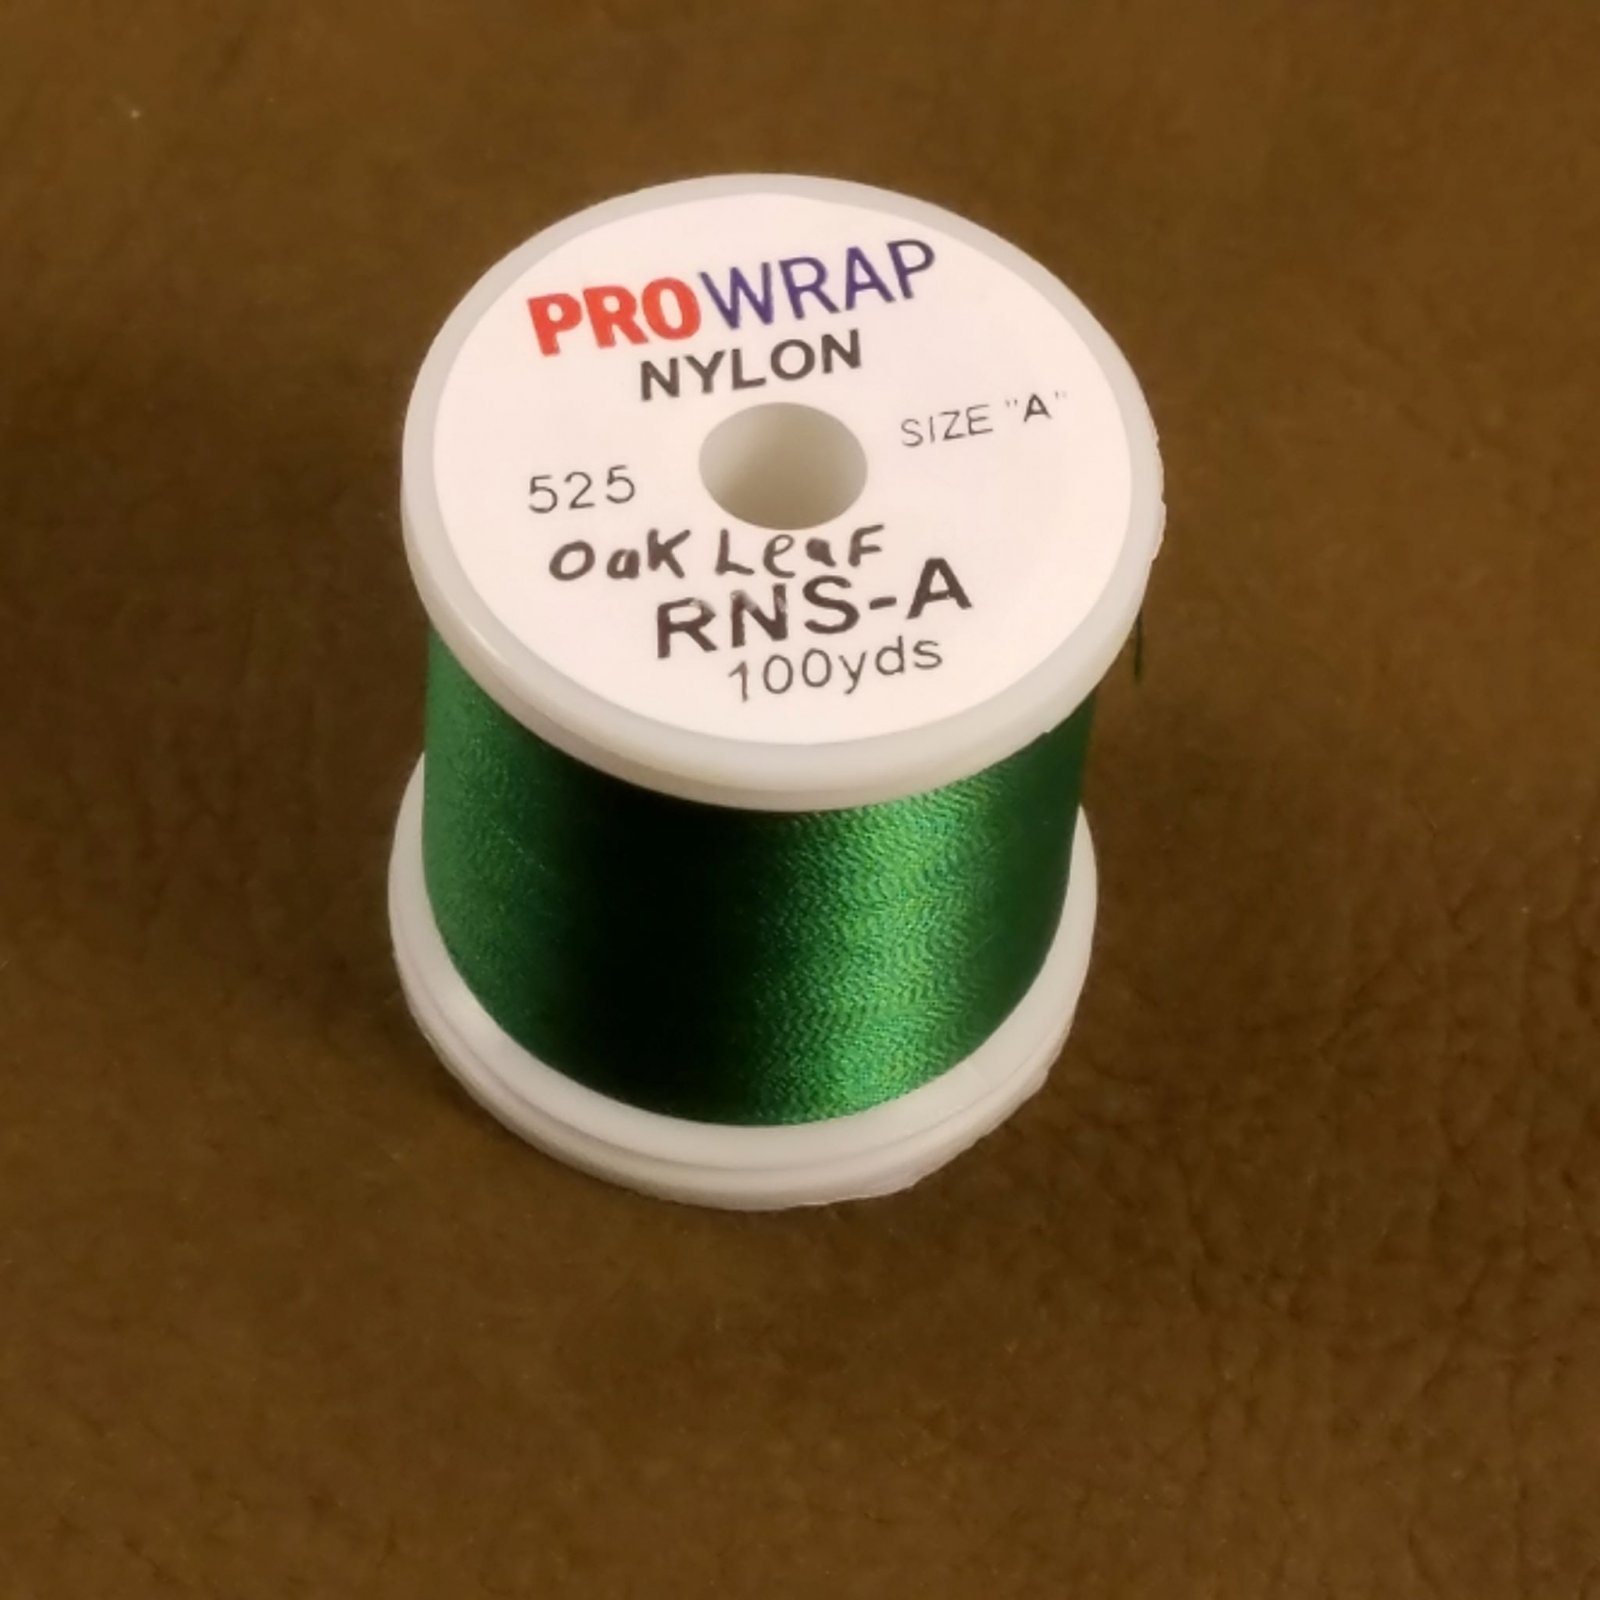 PROWRAP
NYLON
SIZE "A"
525
Oak Leaf
RNS-A
100yds